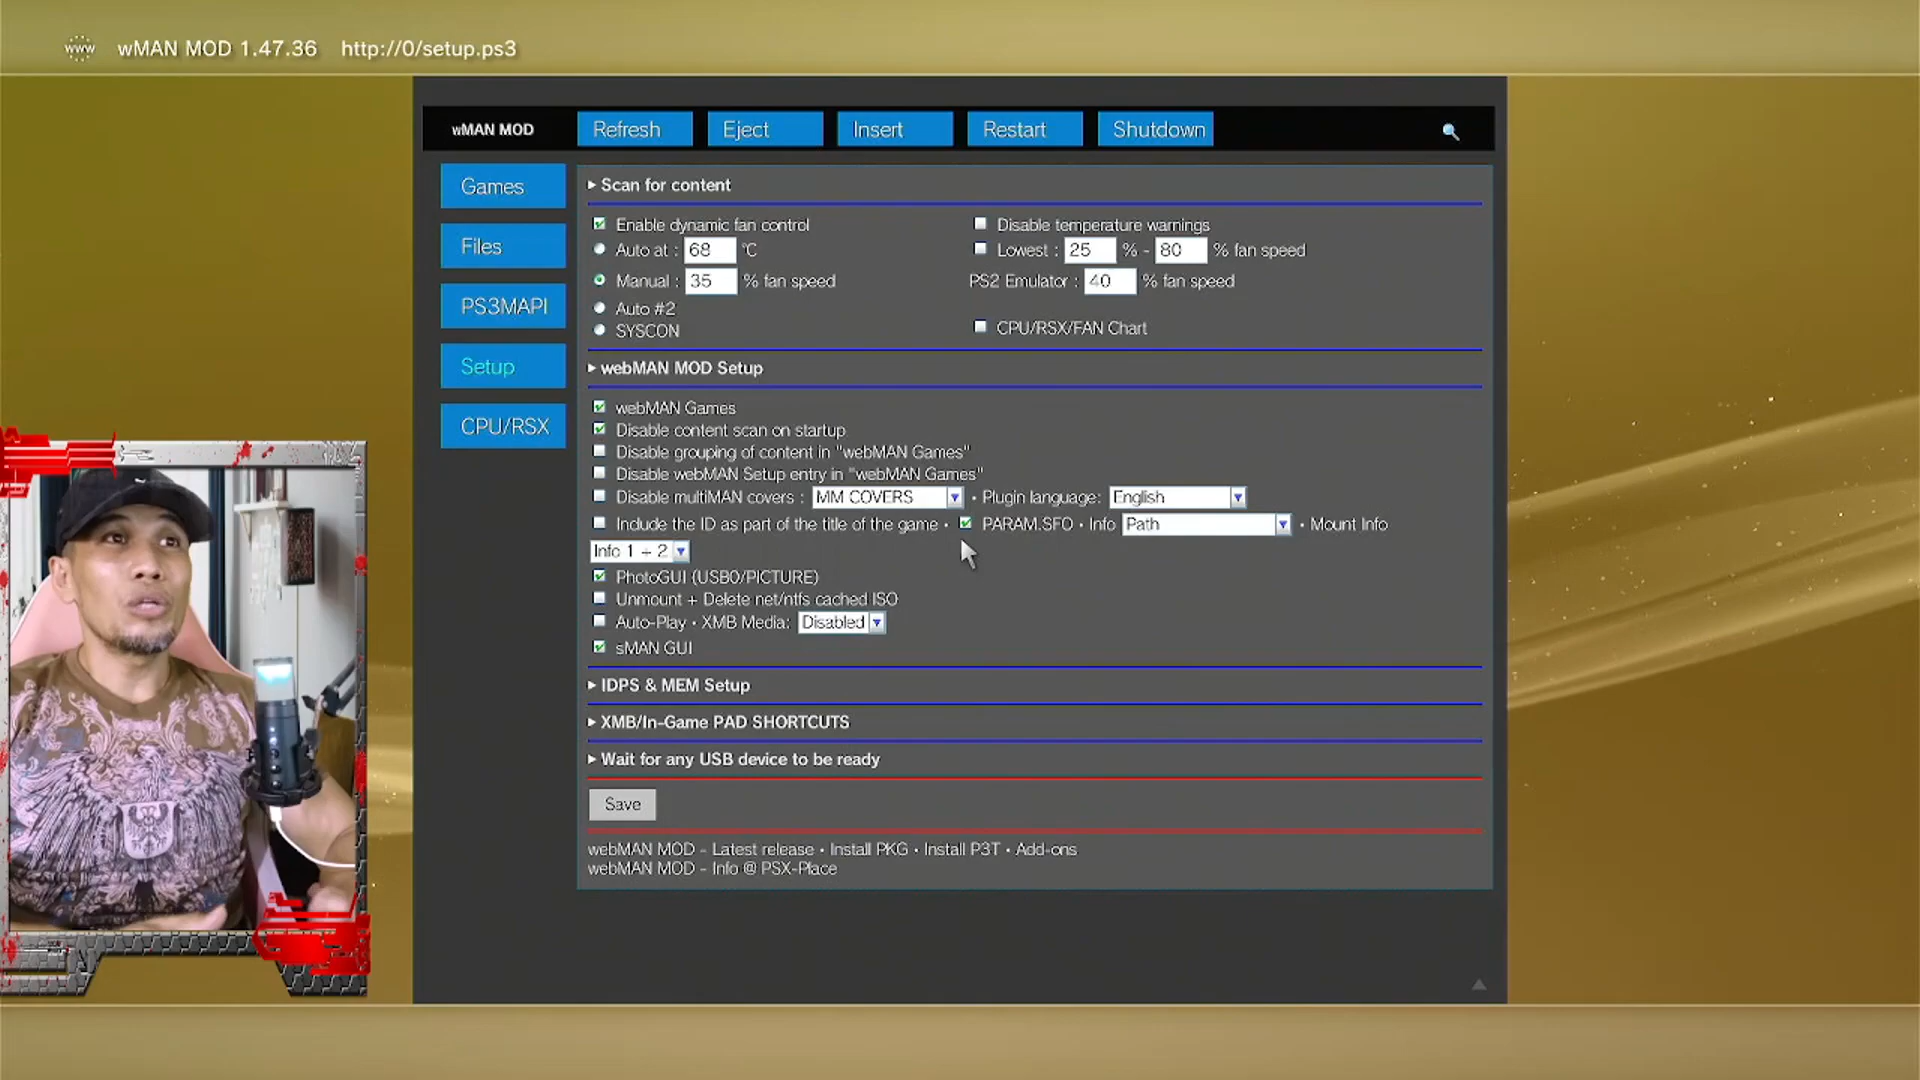 www wMAN MOD 1.47.36 http://0/setup.ps3
wMAN MOD Refresh Eject Insert Restart Shutdown
Games
Files
PS3MAPI
Setup
CPU/RSX
Scan for content
Enable dynamic fan control Disable temperature warnings
Auto at : 68 °C Lowest : 25 % - 80 % fan speed
Manual : 35 % fan speed PS2 Emulator : 40 % fan speed
Auto #2
SYSCON CPU/RSX/FAN Chart
webMAN MOD Setup
webMAN Games
Disable content scan on startup
Disable grouping of content in "webMAN Games"
Disable webMAN Setup entry in "webMAN Games"
Disable multiMAN covers : MM COVERS • Plugin language: English
Include the ID as part of the title of the game • PARAM.SFO • Info Path • Mount Info
Info 1 + 2
PhotoGUI (USB0/PICTURE)
Unmount + Delete net/ntfs cached ISO
Auto-Play • XMB Media: Disabled
sMAN GUI
IDPS & MEM Setup
XMB/In-Game PAD SHORTCUTS
Wait for any USB device to be ready
Save
webMAN MOD - Latest release • Install PKG • Install P3T • Add-ons
webMAN MOD - Info @ PSX-Place